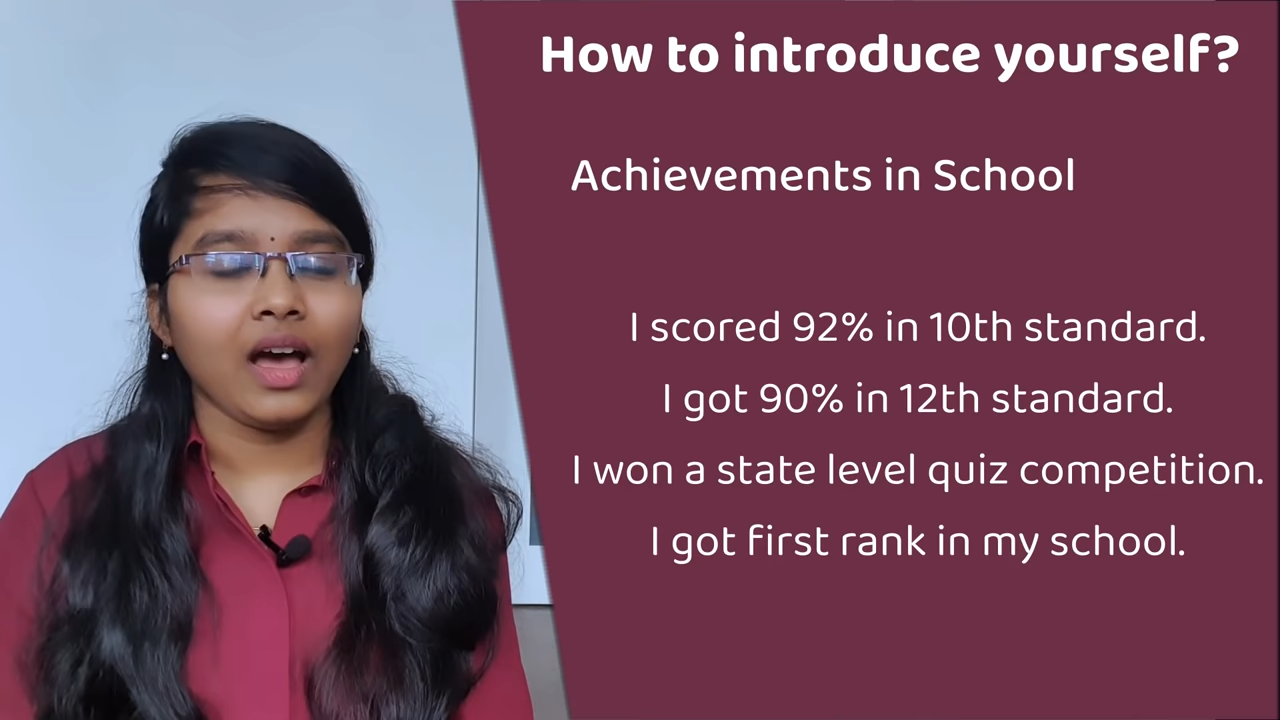 How to introduce yourself?
Achievements in School
I scored 92% in 10th standard.
I got 90% in 12th standard.
I won a state level quiz competition.
I got first rank in my school.